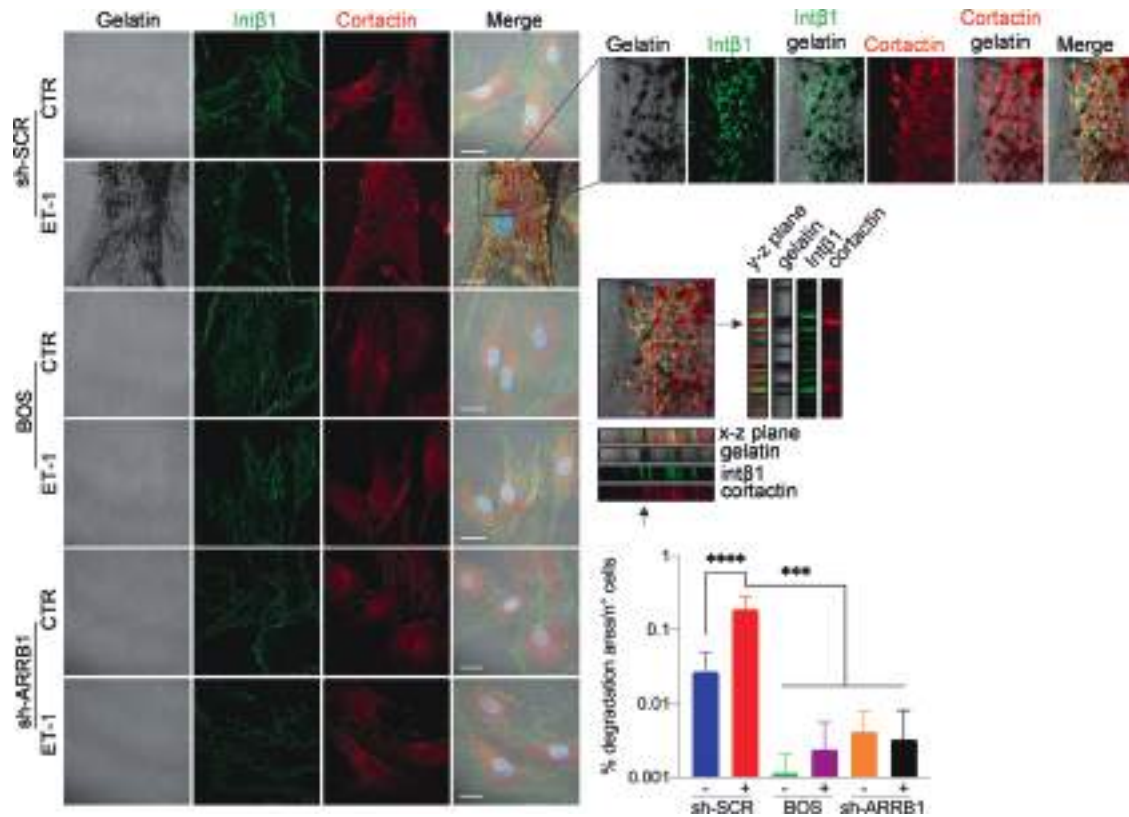 Gelatin Intβ1 Cortactin Merge
sh-SCR
CTR
ET-1
BOS
CTR
ET-1
sh-ARRB1
CTR
ET-1
Gelatin Intβ1 Intβ1 gelatin Cortactin Cortactin gelatin Merge
y-z plane
gelatin
Intβ1
cortactin
x-z plane
gelatin
intβ1
cortactin
% degradation area/n° cells
1
0.1
0.01
0.001
**** ***
- + - + - +
sh-SCR BOS sh-ARRB1